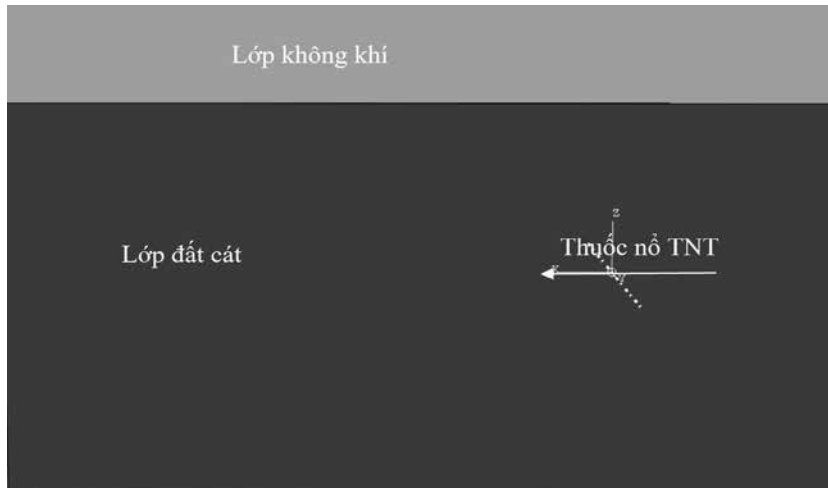 Lớp không khí
z
Thuốc nổ TNT
Lớp đất cát
x